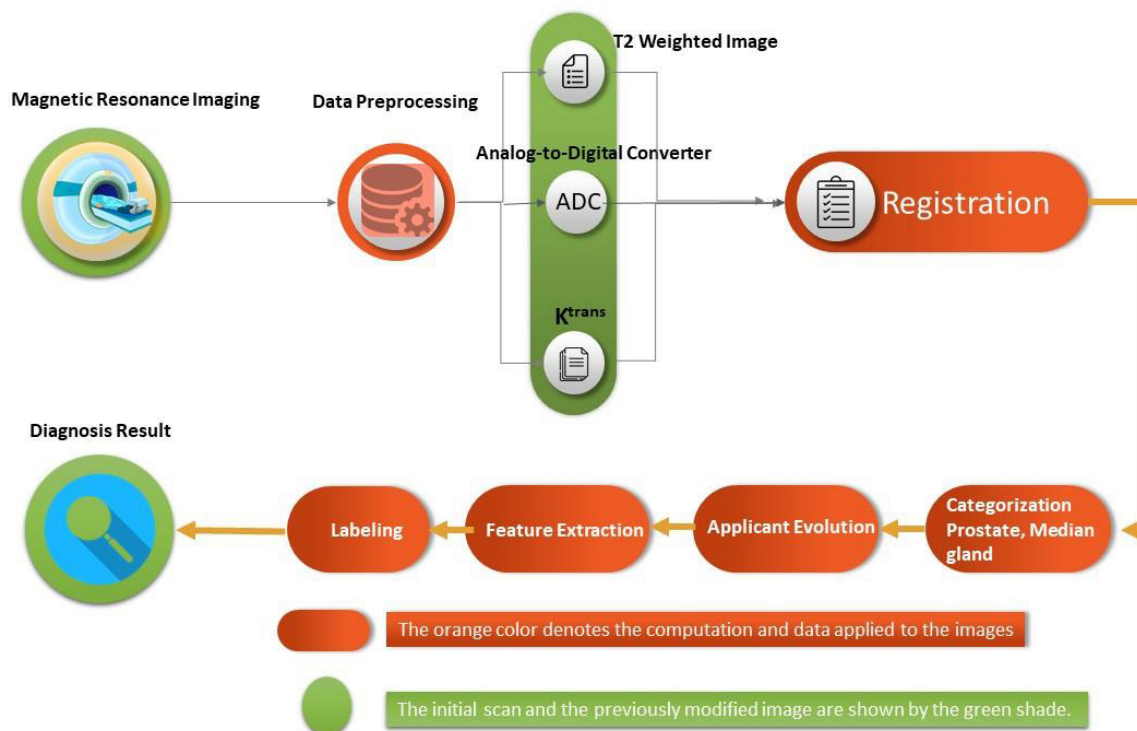 T2 Weighted Image
Magnetic Resonance Imaging
Data Preprocessing
Analog-to-Digital Converter
ADC
Registration
Ktrans
Diagnosis Result
Labeling
Feature Extraction
Applicant Evolution
Categorization
Prostate, Median
gland
The orange color denotes the computation and data applied to the images
The initial scan and the previously modified image are shown by the green shade.